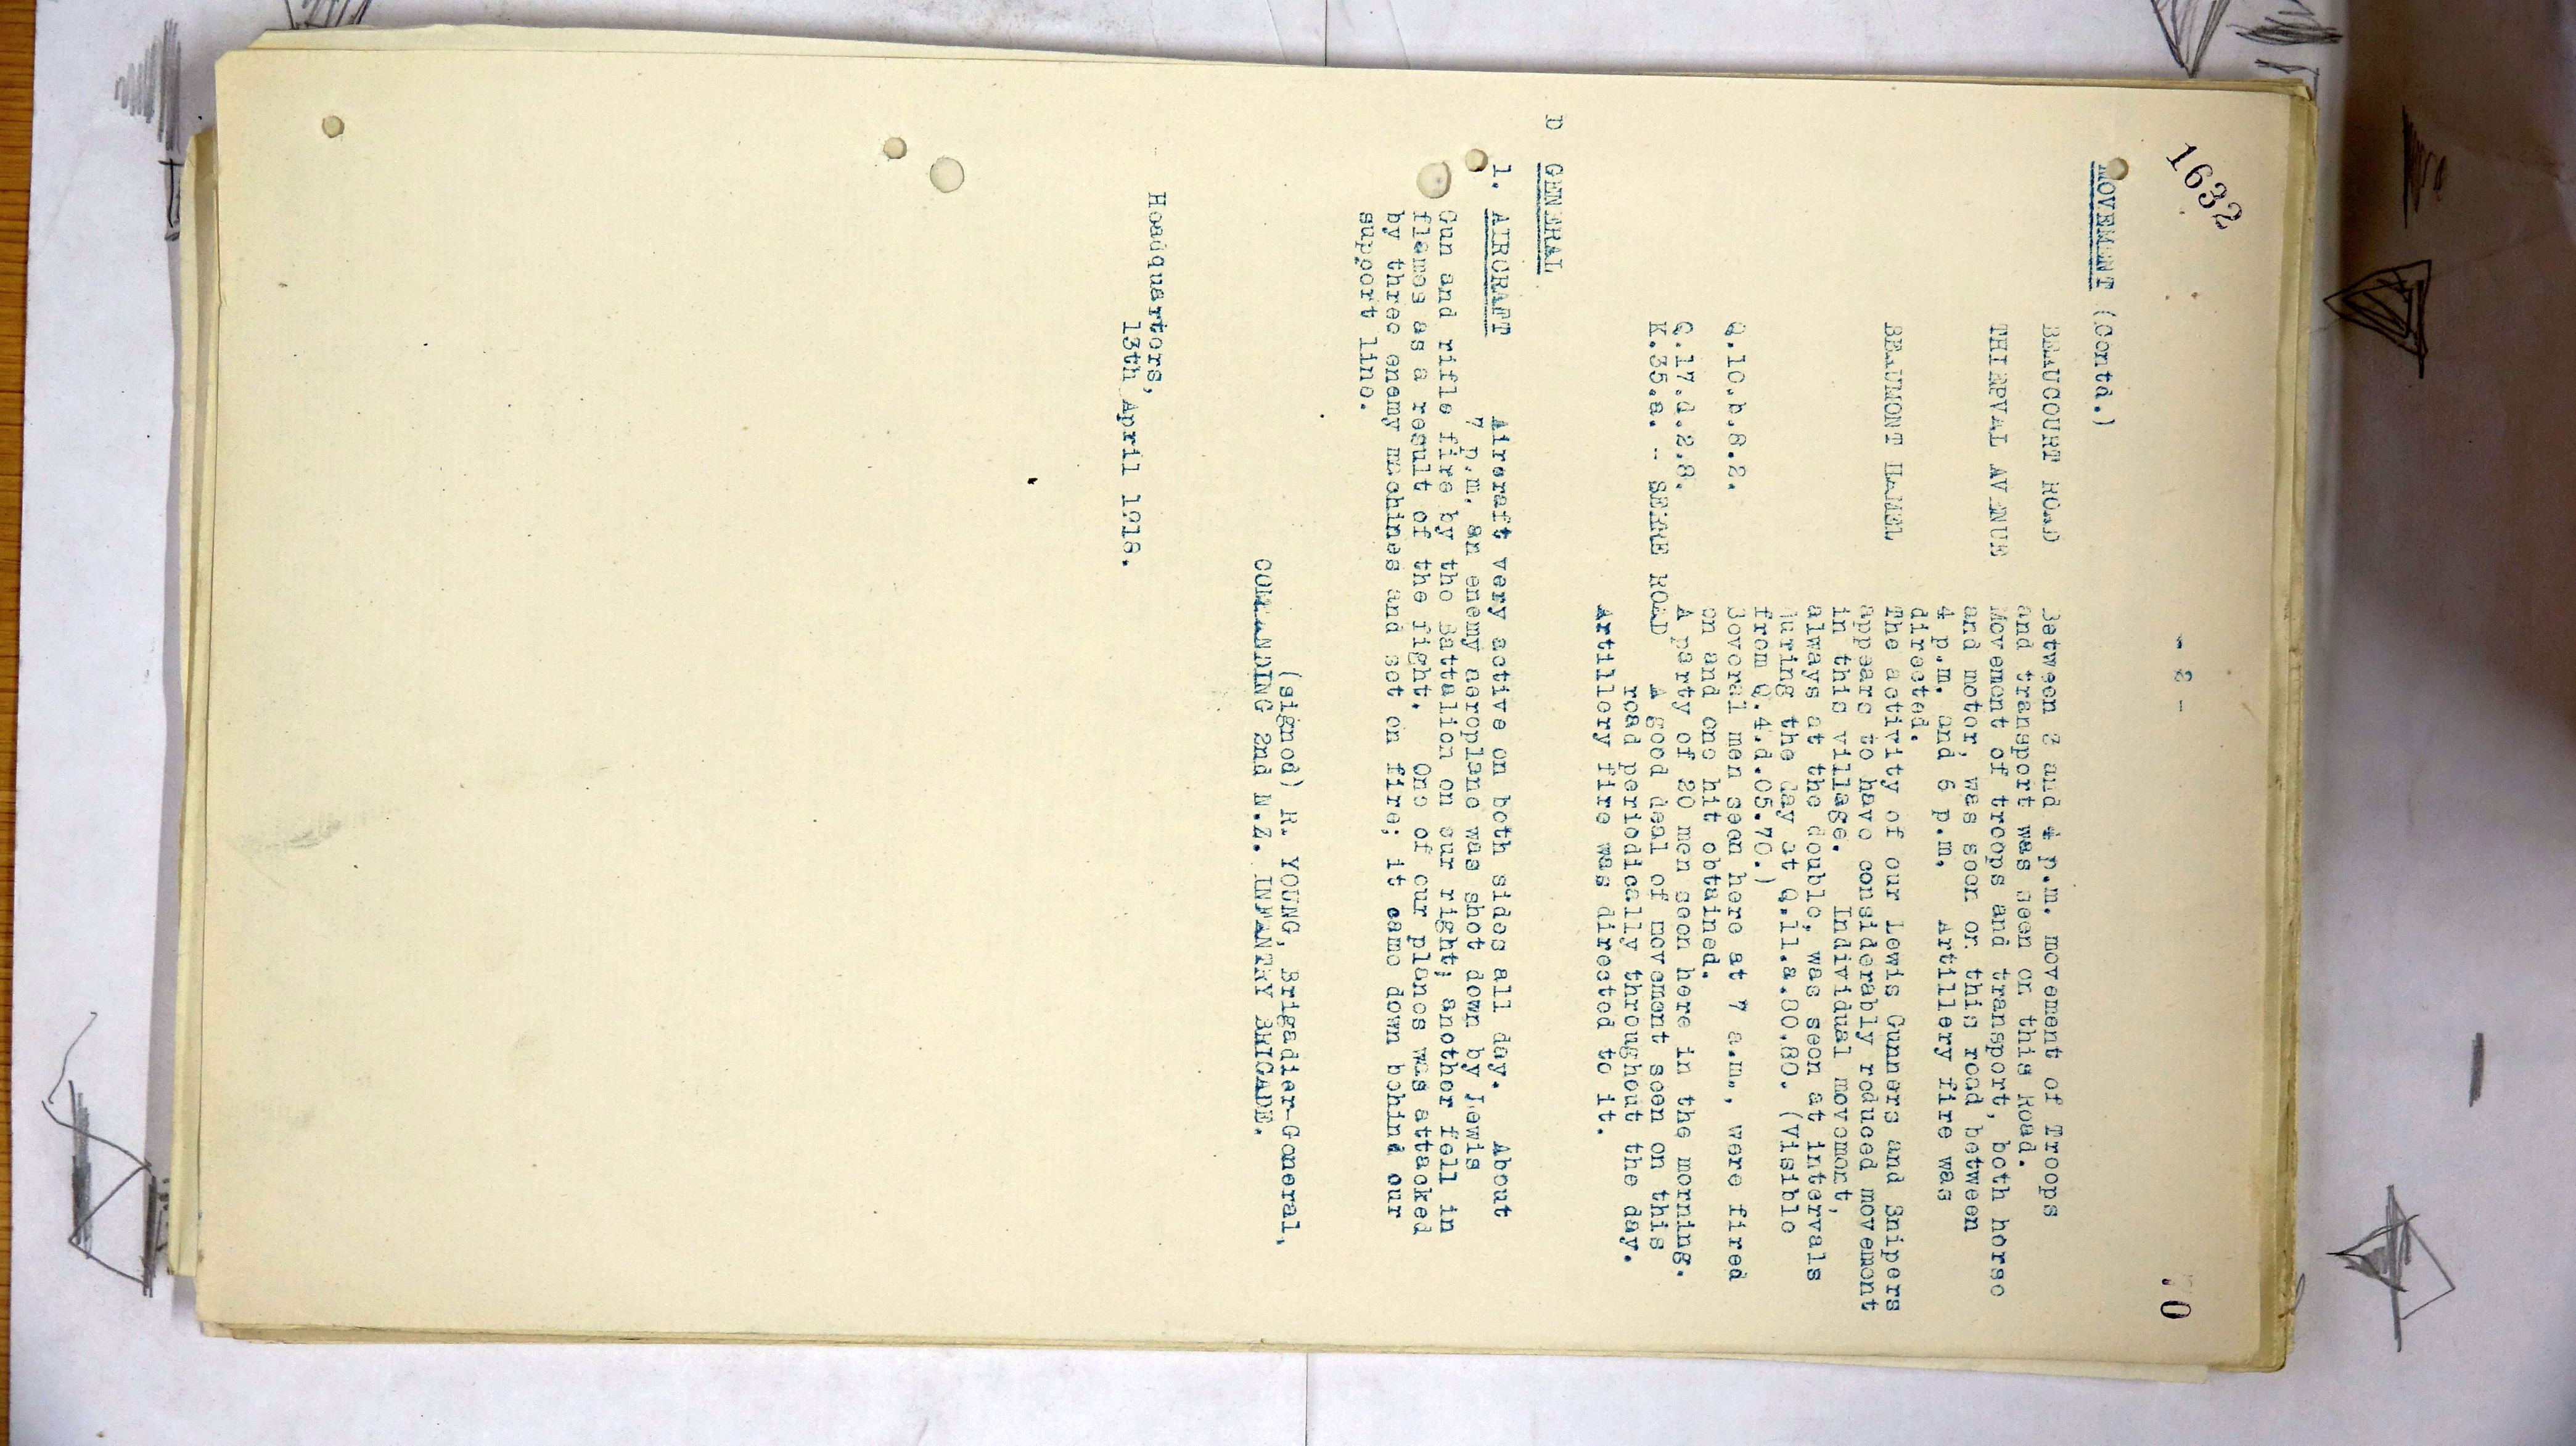 1632
- 2 -
MOVEMENT (Contd.)
BEAUCOURT ROAD Between 2 and 4 p.m. movement of Troops
and transport was seen on this Road.
THIEPVAL AVENUE Movement of troops and transport, both horse
and motor, was seen on this road between
4 p.m. and 6 p.m. Artillery fire was
directed.
BEAUMONT HAMEL The activity of our Lewis Gunners and Snipers
appears to have considerably reduced movement
in this village. Individual movement,
always at the double, was seen at intervals
during the day at Q.11.a.80.80. (Visible
from Q.4.d.05.70.)
Q.10.b.8.2. Several men seen here at 7 a.m., were fired
on and one hit obtained.
Q.17.d.2.8. A party of 20 men seen here in the morning.
K.35.a. -- SERRE ROAD A good deal of movement seen on this
road periodically throughout the day.
Artillery fire was directed to it.
D GENERAL
1. AIRCRAFT Aircraft very active on both sides all day. About
7 p.m. an enemy aeroplane was shot down by Lewis
Gun and rifle fire by the Battalion on our right; another fell in
flames as a result of the fight. One of our planes was attacked
by three enemy machines and set on fire; it came down behind our
support line.
(signed) R. YOUNG, Brigadier-General,
COMMANDING 2nd N.Z. INFANTRY BRIGADE.
Headquarters,
13th April 1918.